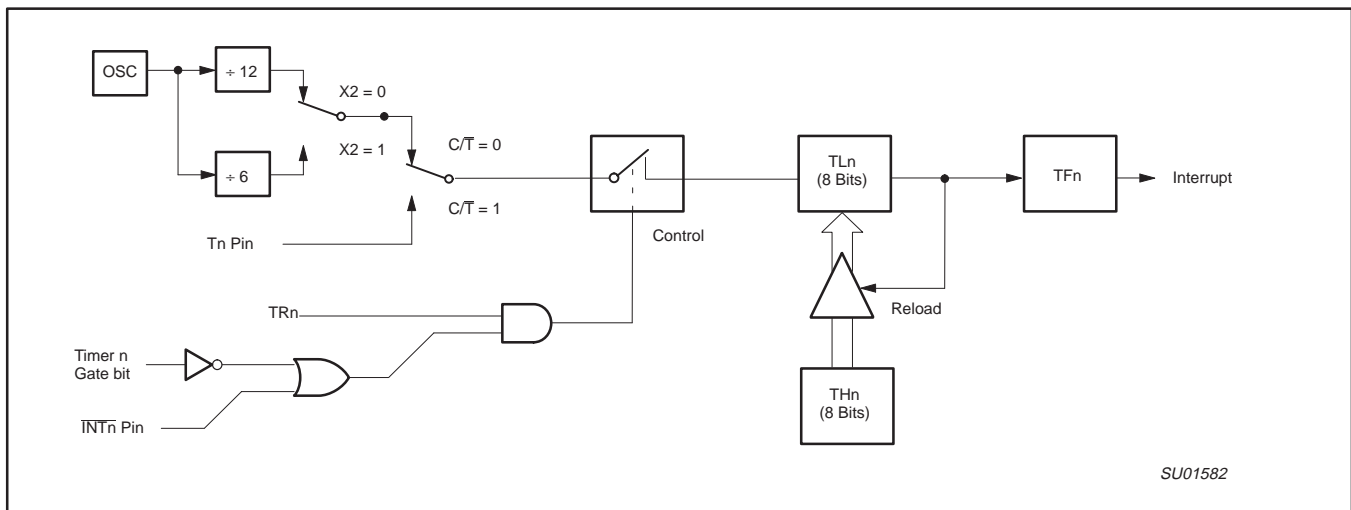 OSC
÷ 12
X2 = 0
X2 = 1
÷ 6
C/T̅ = 0
C/T̅ = 1
Tn Pin
Control
TLn
(8 Bits)
TFn
Interrupt
Reload
TRn
Timer n
Gate bit
I̅N̅T̅n̅ Pin
THn
(8 Bits)
SU01582